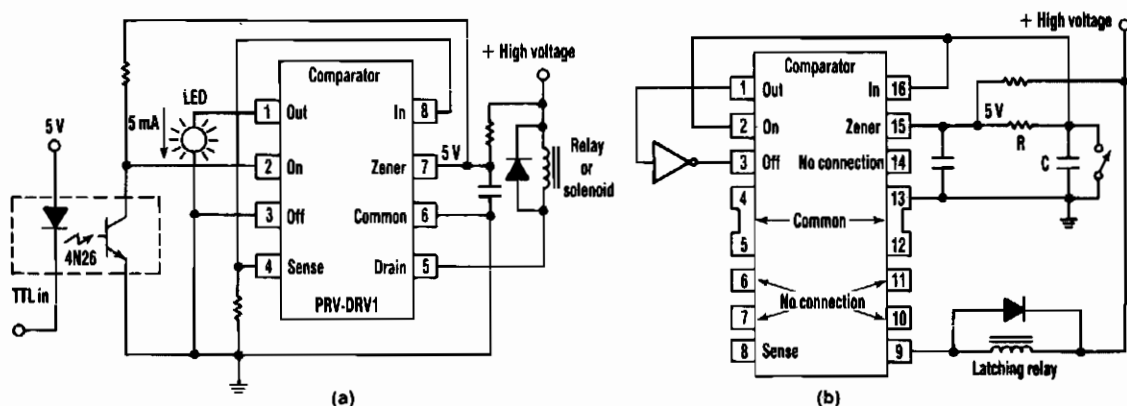 + High voltage
Comparator
LED
5 mA
5 V
1 Out
In 8
2 On
Zener 7
5 V
3 Off
Common 6
4 Sense
Drain 5
PRV-DRV1
4N26
TTL in
Relay
or
solenoid
(a)
+ High voltage
Comparator
1 Out
In 16
2 On
Zener 15
5 V
R
3 Off
No connection 14
C
4
13
Common
5
12
6
11
No connection
7
10
8 Sense
9
Latching relay
(b)